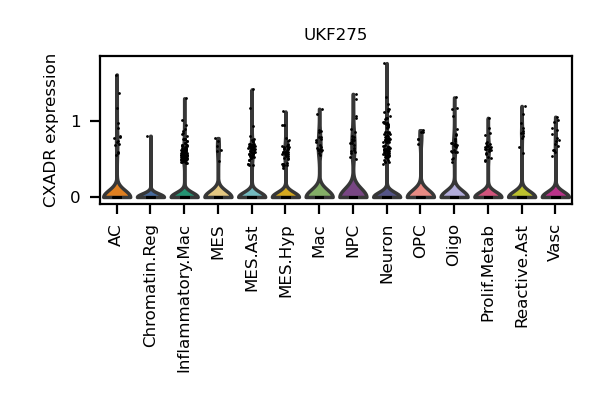 UKF275
CXADR expression
1
0
AC
Chromatin.Reg
Inflammatory.Mac
MES
MES.Ast
MES.Hyp
Mac
NPC
Neuron
OPC
Oligo
Prolif.Metab
Reactive.Ast
Vasc